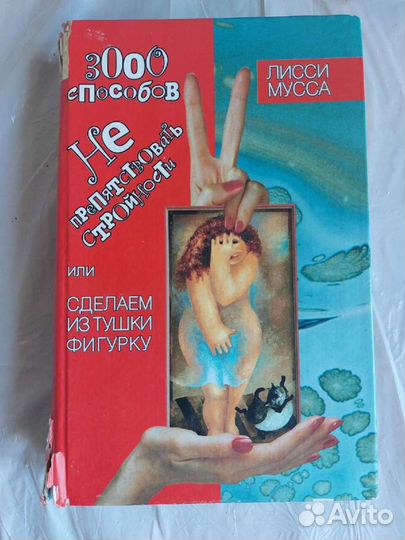 3000
способов
Не
препятствовать
стройности
или
СДЕЛАЕМ
ИЗ ТУШКИ
ФИГУРКУ
ЛИССИ
МУССА
Avito